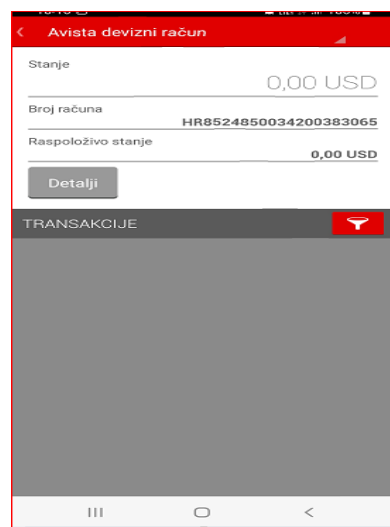 Avista devizni račun
Stanje
0,00 USD
Broj računa
HR8524850034200383065
Raspoloživo stanje
0,00 USD
Detalji
TRANSAKCIJE